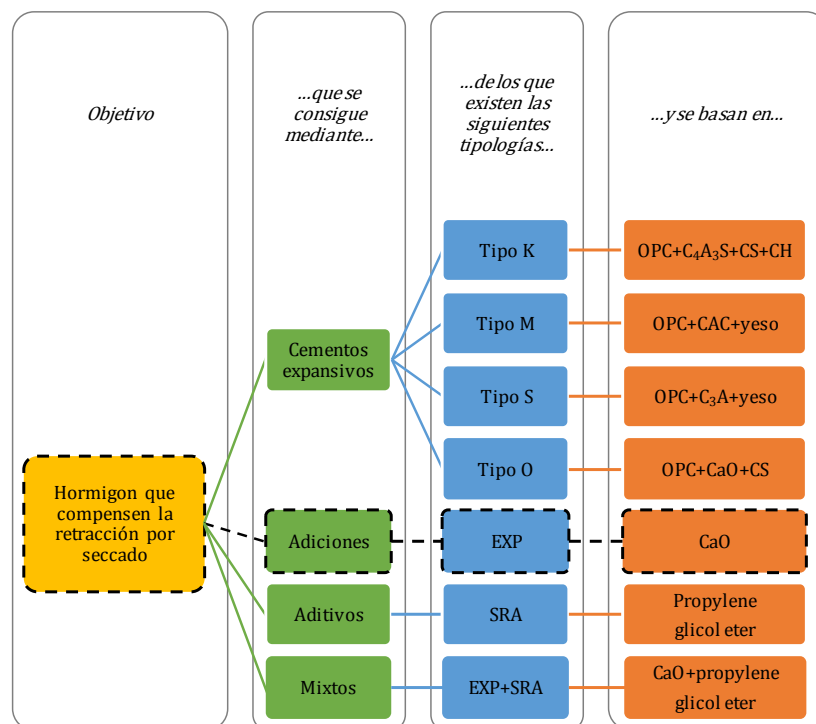 Objetivo
...que se
consigue
mediante...
...de los que
existen las
siguientes
tipologías...
...y se basan en...
Hormigon que
compensen la
retracción por
seccado
Cementos
expansivos
Tipo K
OPC+C₄A₃S+CS+CH
Tipo M
OPC+CAC+yeso
Tipo S
OPC+C₃A+yeso
Tipo O
OPC+CaO+CS
Adiciones
EXP
CaO
Aditivos
SRA
Propylene
glicol eter
Mixtos
EXP+SRA
CaO+propylene
glicol eter